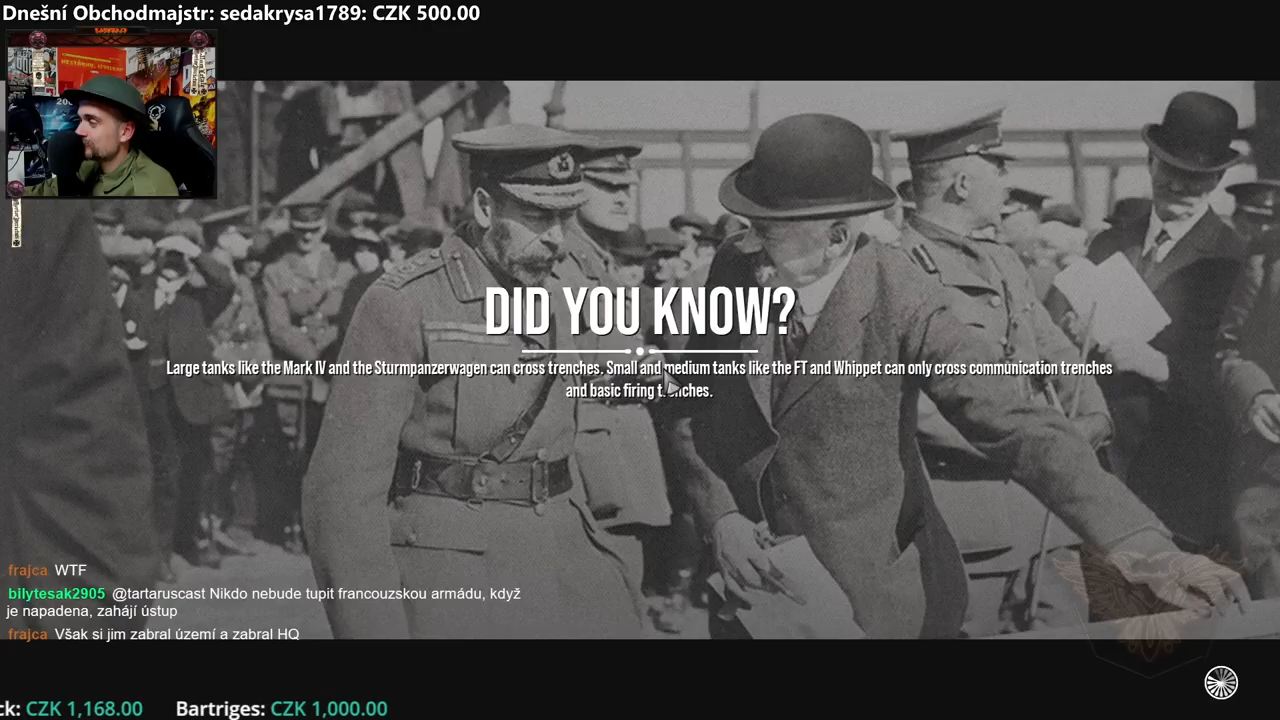 Dnešní Obchodmajstr: sedakrysa1789: CZK 500.00
DID YOU KNOW?
Large tanks like the Mark IV and the Sturmpanzerwagen can cross trenches. Small and medium tanks like the FT and Whippet can only cross communication trenches
and basic firing trenches.
frajca WTF
bilytesak2905 @tartaruscast Nikdo nebude tupit francouzskou armádu, když
je napadena, zahájí ústup
frajca Však si jim zabral území a zabral HQ
ck: CZK 1,168.00 Bartriges: CZK 1,000.00